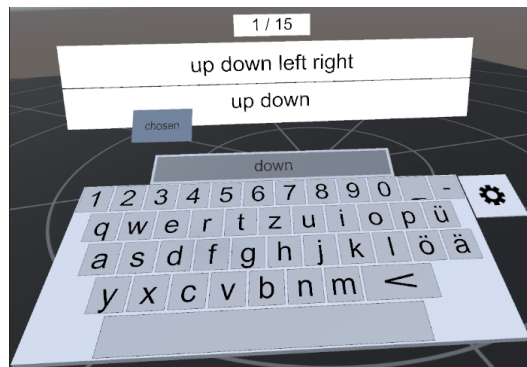 1 / 15
up down left right
up down
chosen
down
1 2 3 4 5 6 7 8 9 0 _ -
q w e r t z u i o p ü
a s d f g h j k l ö ä
y x c v b n m <